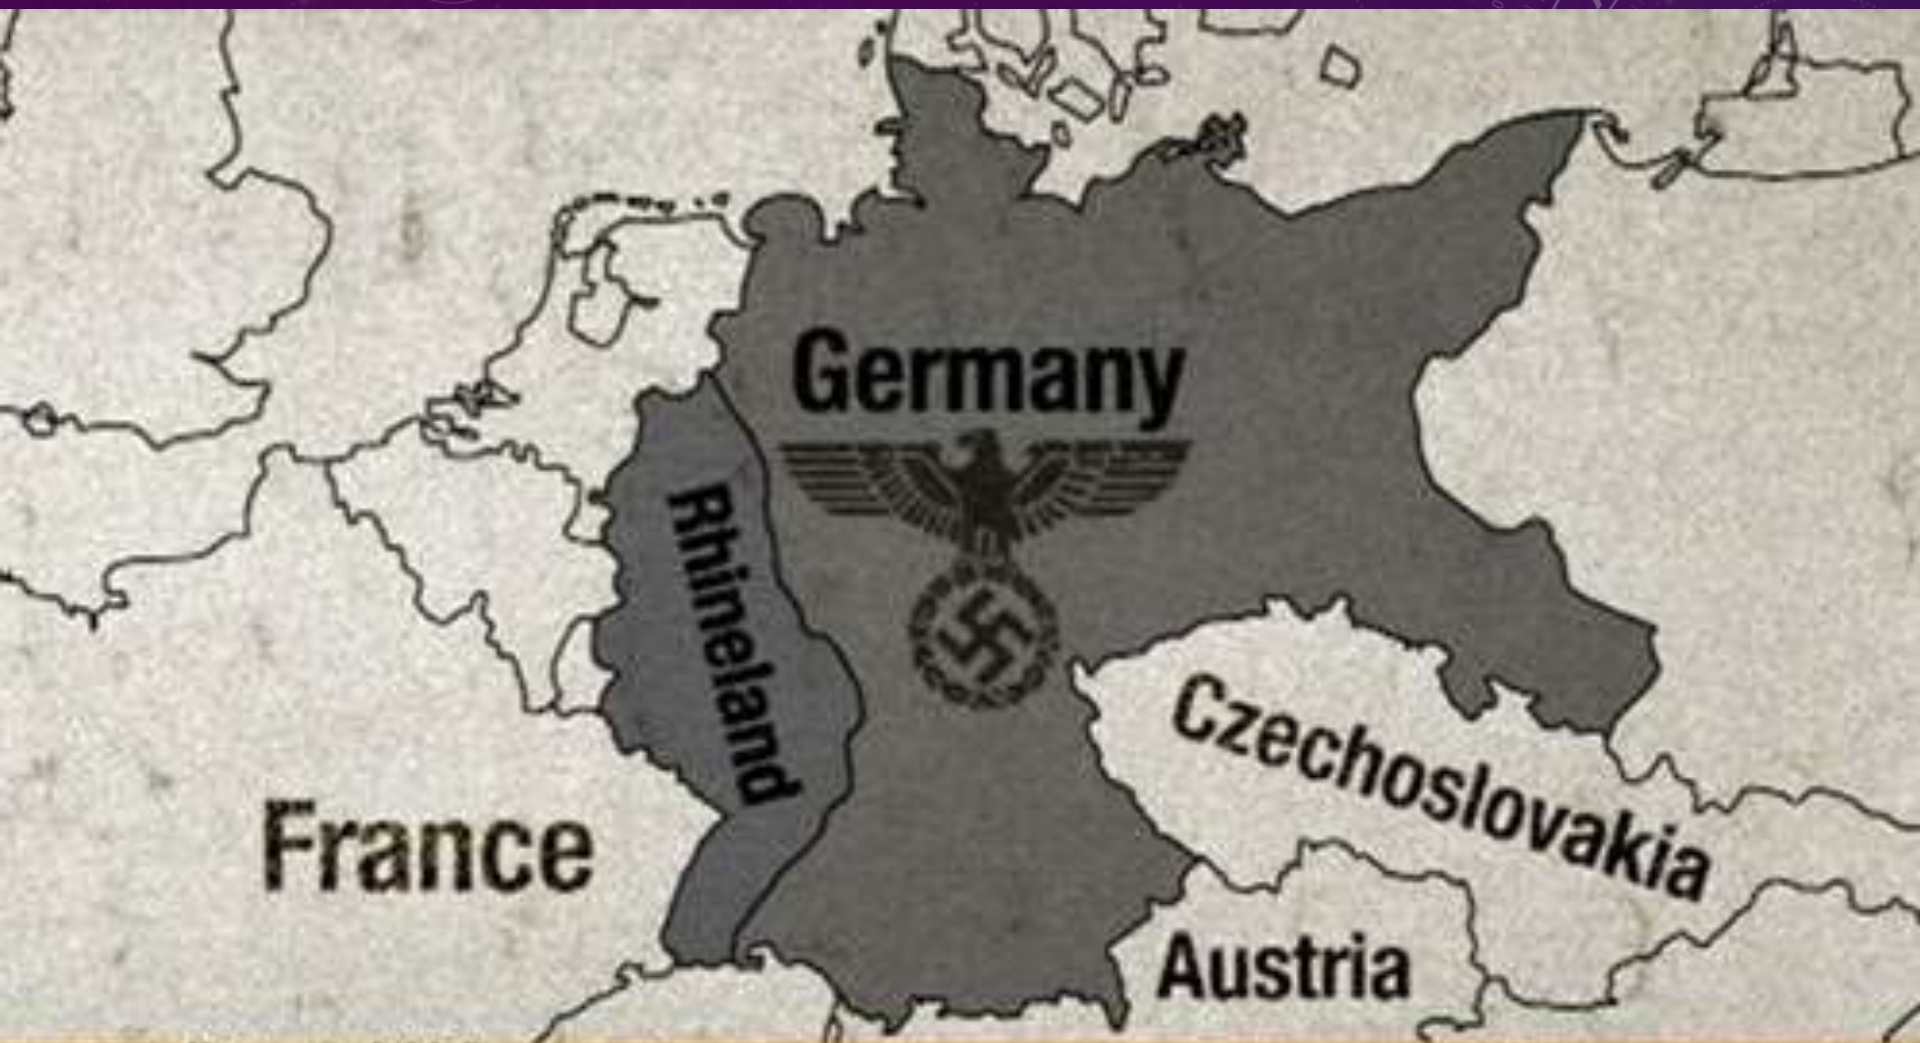 Germany
Rhineland
Czechoslovakia
France
Austria